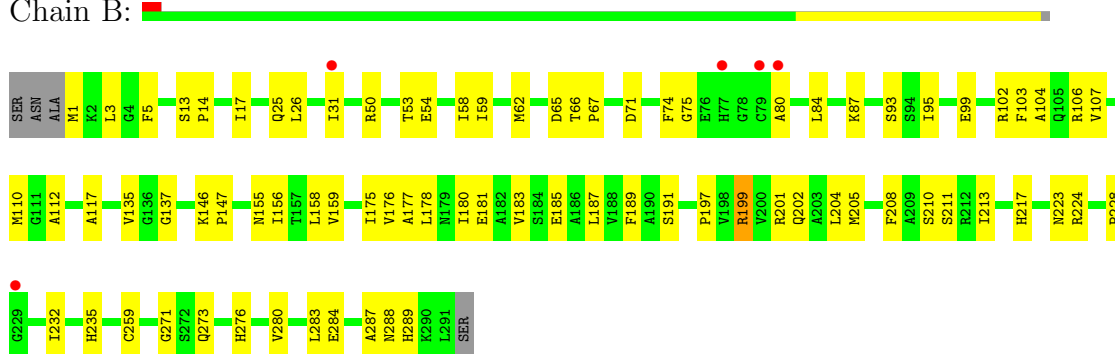 Chain B:
SER ASN ALA M1 K2 L3 G4 F5 S13 P14 I17 Q25 L26 I31 R50 T53 E54 I58 I59 M62 D65 T66 P67 D71 F74 G75 E76 H77 G78 C79 A80 L84 K87 S93 S94 I95 E99 R102 F103 A104 Q105 R106 V107
M110 G111 A112 A117 V135 G136 G137 K146 P147 N155 I156 T157 L158 V159 I175 V176 A177 L178 N179 I180 E181 A182 V183 S184 E185 A186 L187 V188 F189 A190 S191 P197 V198 R199 V200 R201 Q202 A203 L204 M205 F208 A209 S210 S211 R212 I213 H217 N223 R224
G229 I232 H235 C259 G271 S272 Q273 H276 V280 L283 E284 A287 N288 H289 K290 L291 SER